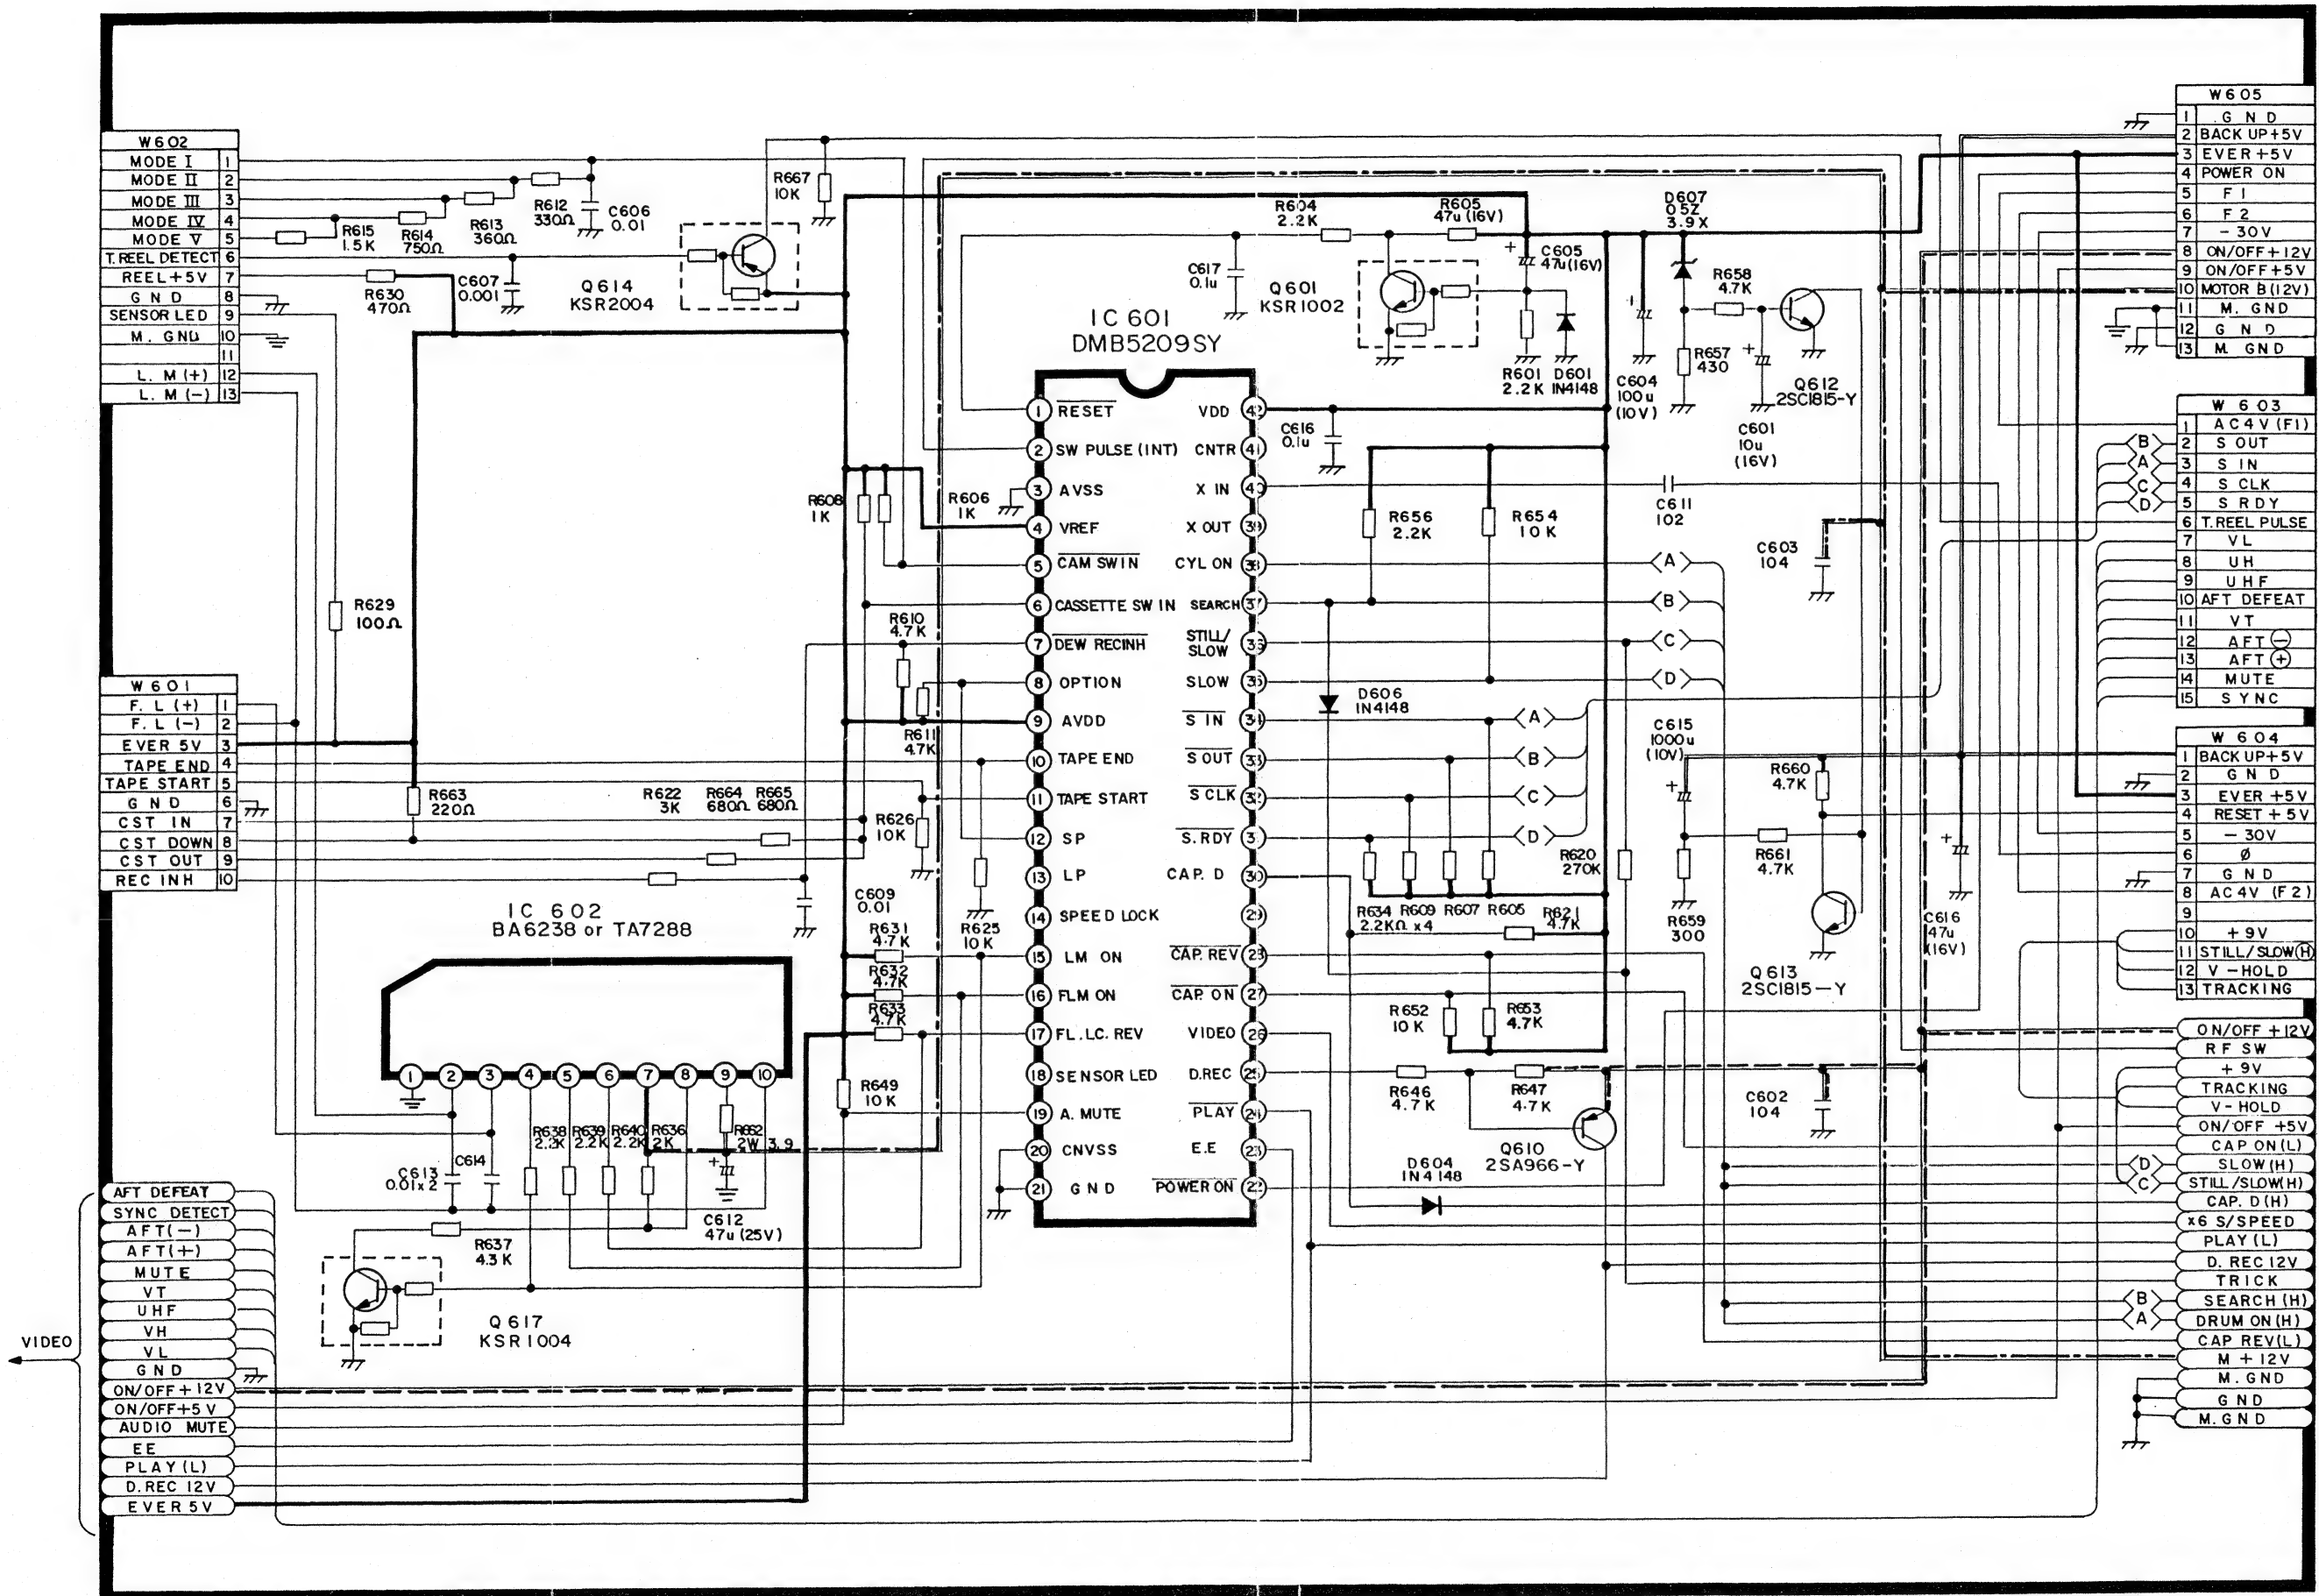 W602
MODE I 1
MODE II 2
MODE III 3
MODE IV 4
MODE V 5
T.REEL DETECT 6
REEL+5V 7
G N D 8
SENSOR LED 9
M. GND 10
11
L. M (+) 12
L. M (-) 13
W601
F. L (+) 1
F. L (-) 2
EVER 5V 3
TAPE END 4
TAPE START 5
G N D 6
CST IN 7
CST DOWN 8
CST OUT 9
REC INH 10
VIDEO
AFT DEFEAT
SYNC DETECT
AFT(-)
AFT(+)
MUTE
VT
UHF
VH
VL
G N D
ON/OFF+12V
ON/OFF+5V
AUDIO MUTE
EE
PLAY(L)
D.REC 12V
EVER 5V
R615
1.5K
R614
750Ω
R613
360Ω
R612
330Ω
C606
0.01
R630
470Ω
C607
0.001
Q614
KSR2004
R667
10K
R629
100Ω
R663
220Ω
R622
3K
R664
680Ω
R665
680Ω
R608
1K
R606
1K
R610
4.7K
R611
4.7K
R626
10K
R625
10K
C609
0.01
R631
4.7K
R632
4.7K
R633
4.7K
R649
10K
IC 602
BA6238 or TA7288
1 2 3 4 5 6 7 8 9 10
R638
2.2K
R639
2.2K
R640
2.2K
R636
2K
R662
2W 3.9
C613
0.01x2
C614
C612
47u (25V)
R637
4.3K
Q617
KSR1004
IC 601
DMB5209SY
1 RESET
2 SW PULSE (INT)
3 AVSS
4 VREF
5 CAM SWIN
6 CASSETTE SW IN
7 DEW RECINH
8 OPTION
9 AVDD
10 TAPE END
11 TAPE START
12 SP
13 LP
14 SPEED LOCK
15 LM ON
16 FLM ON
17 FL.LC.REV
18 SENSOR LED
19 A. MUTE
20 CNVSS
21 G N D
VDD 42
CNTR 41
X IN 40
X OUT 39
CYL ON 38
SEARCH 37
STILL/
SLOW 36
SLOW 35
S IN 34
S OUT 33
S CLK 32
S.RDY 31
CAP. D 30
29
CAP. REV 28
CAP. ON 27
VIDEO 26
D.REC 25
PLAY 24
E.E 23
POWER ON 22
C617
0.1u
R604
2.2K
R605
47u (16V)
Q601
KSR1002
C605
47u(16V)
R601
2.2K
D601
IN4148
D607
05Z
3.9X
R658
4.7K
R657
430
C604
100u
(10V)
C601
10u
(16V)
Q612
2SC1815-Y
C616
0.1u
R656
2.2K
R654
10K
C611
102
C603
104
A
B
C
D
D606
IN4148
A
B
C
D
C615
1000u
(10V)
R660
4.7K
R661
4.7K
R659
300
R620
270K
R634 R609 R607 R605
2.2KΩ x4
R621
4.7K
R652
10K
R653
4.7K
R646
4.7K
R647
4.7K
Q610
2SA966-Y
D604
IN4148
C602
104
Q613
2SC1815-Y
C616
47u
(16V)
W605
1 G N D
2 BACK UP+5V
3 EVER+5V
4 POWER ON
5 F 1
6 F 2
7 - 30V
8 ON/OFF+12V
9 ON/OFF+5V
10 MOTOR B(12V)
11 M. GND
12 G N D
13 M. GND
W 603
1 AC4V (F1)
B 2 S OUT
A 3 S IN
C 4 S CLK
D 5 S RDY
6 T.REEL PULSE
7 VL
8 UH
9 UHF
10 AFT DEFEAT
11 VT
12 AFT ⊖
13 AFT ⊕
14 MUTE
15 SYNC
W 604
1 BACK UP+5V
2 G N D
3 EVER +5V
4 RESET + 5V
5 - 30V
6 Ø
7 G N D
8 AC4V (F2)
9
10 + 9V
11 STILL/SLOW(H)
12 V - HOLD
13 TRACKING
ON/OFF +12V
RF SW
+ 9V
TRACKING
V- HOLD
ON/OFF +5V
CAP ON(L)
D SLOW(H)
C STILL/SLOW(H)
CAP. D(H)
x6 S/SPEED
PLAY(L)
D. REC 12V
TRICK
B SEARCH(H)
A DRUM ON(H)
CAP REV(L)
M + 12V
M. GND
G N D
M.GND